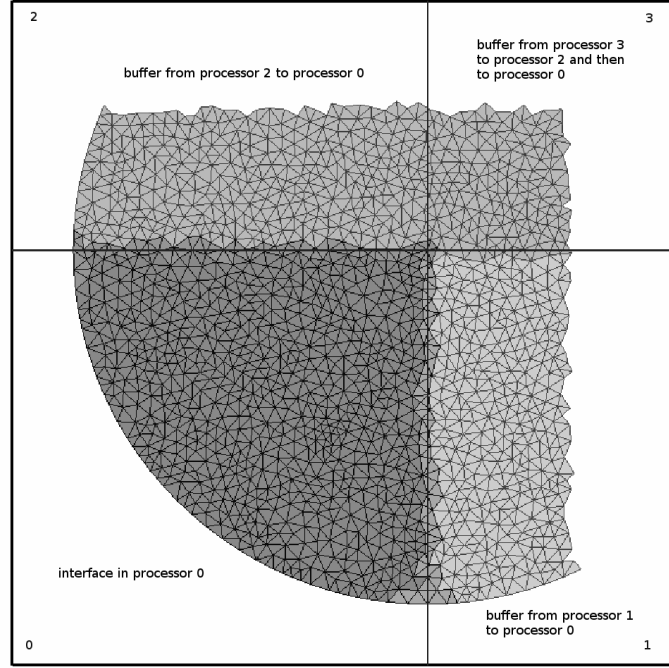 2
3
buffer from processor 3
to processor 2 and then
to processor 0
buffer from processor 2 to processor 0
interface in processor 0
buffer from processor 1
to processor 0
0
1